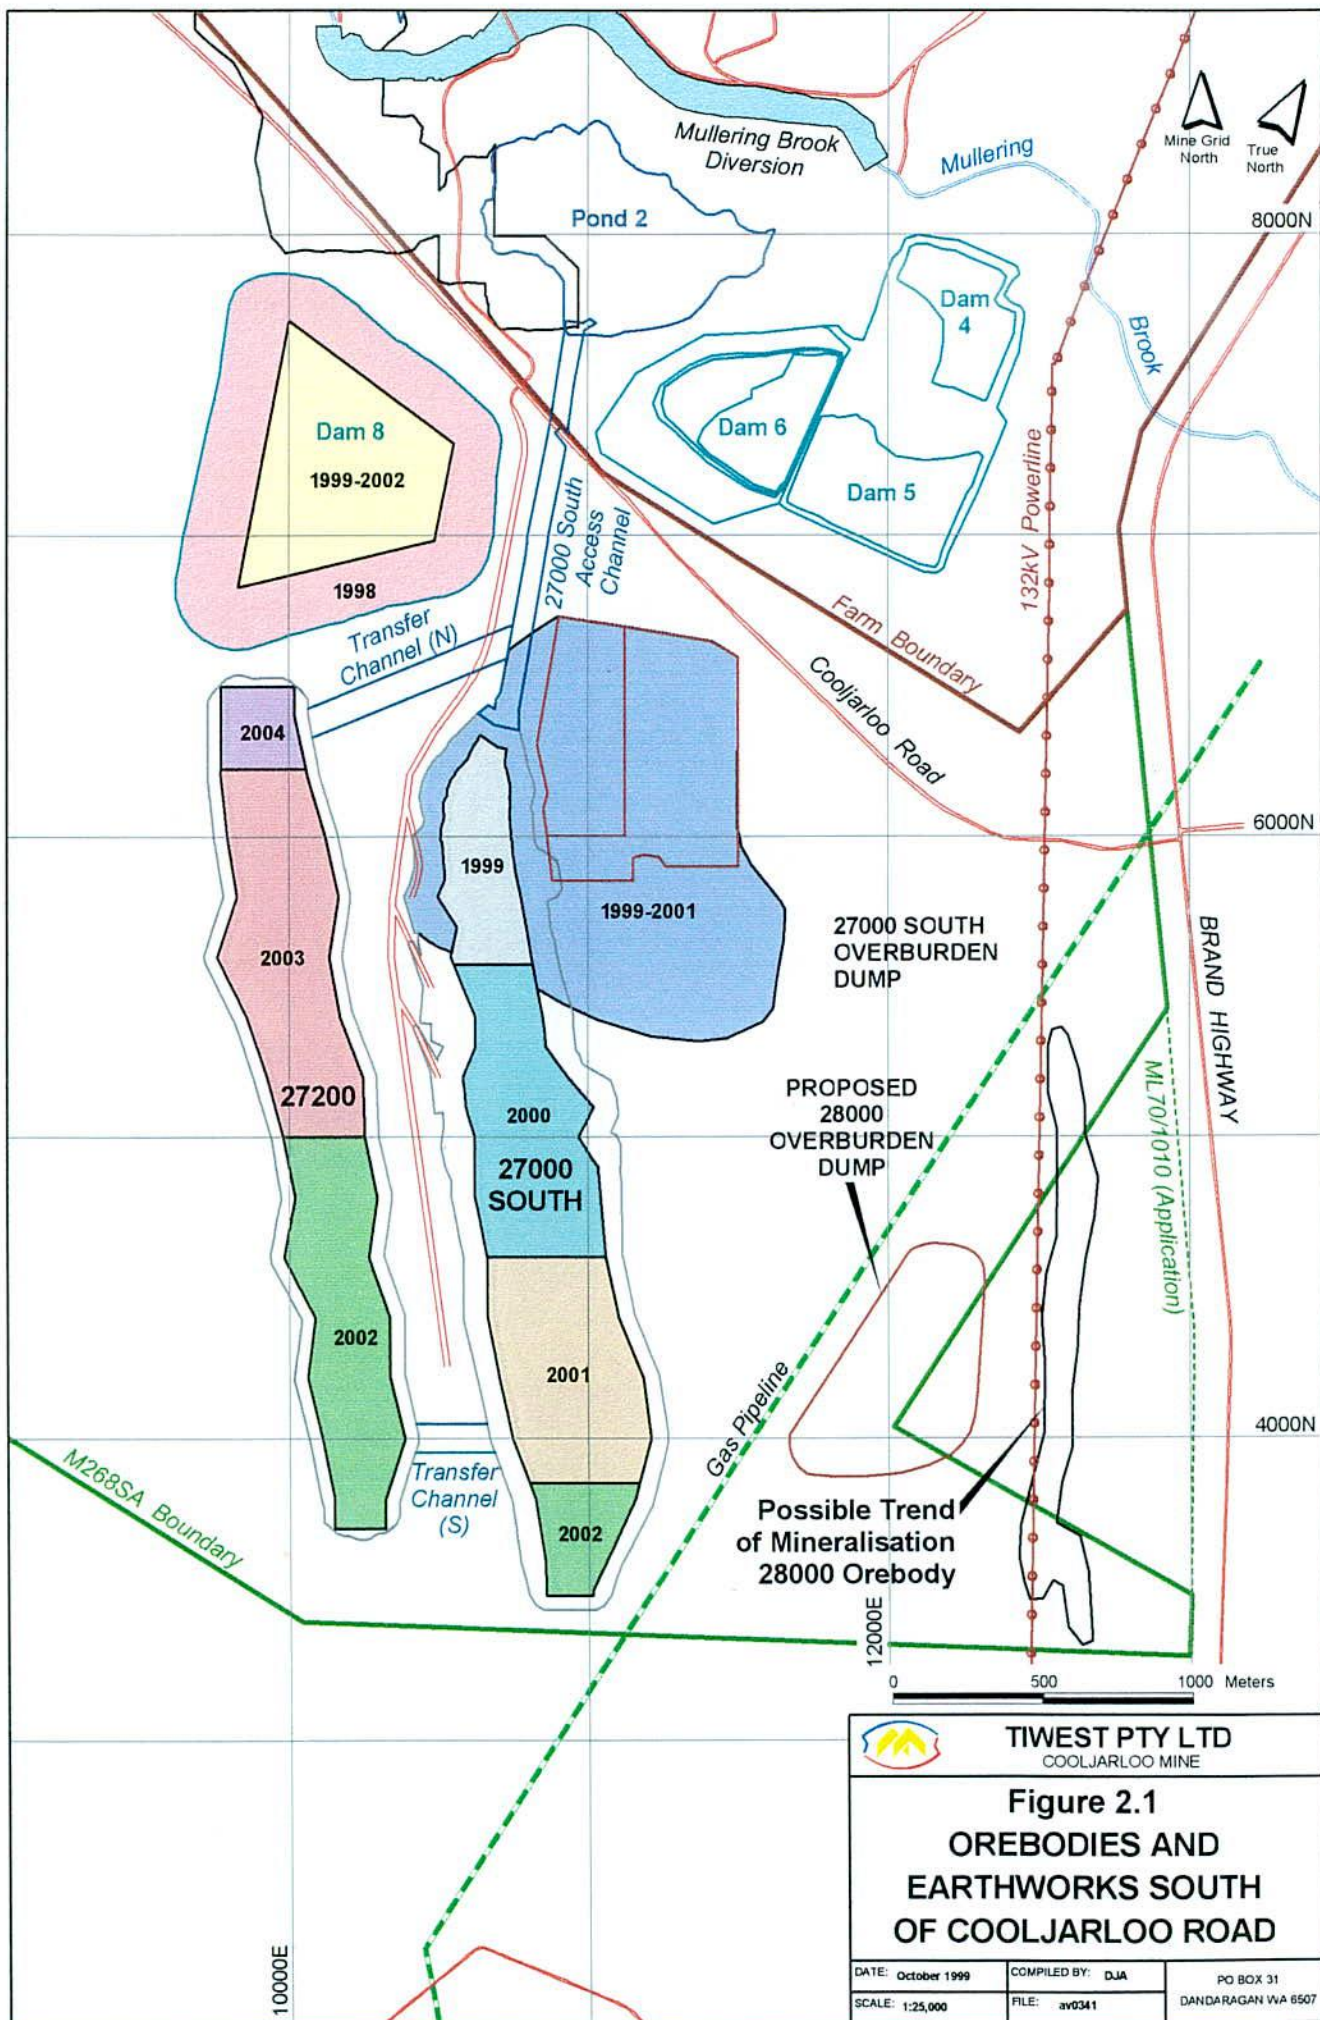 Mullering Brook
Diversion
Mullering
Brook
Mine Grid
North
True
North
8000N
Pond 2
Dam
4
Dam 8
1999-2002
1998
Dam 6
Dam 5
132kV Powerline
27000 South
Access
Channel
Transfer
Channel (N)
Farm Boundary
Cooljarloo Road
2004
6000N
1999
1999-2001
2003
27000 SOUTH
OVERBURDEN
DUMP
BRAND HIGHWAY
27200
2000
27000
SOUTH
PROPOSED
28000
OVERBURDEN
DUMP
ML70/1010 (Application)
2002
2001
Gas Pipeline
4000N
M268SA Boundary
Transfer
Channel
(S)
2002
Possible Trend
of Mineralisation
28000 Orebody
12000E
0 500 1000 Meters
10000E
TIWEST PTY LTD
COOLJARLOO MINE
Figure 2.1
OREBODIES AND
EARTHWORKS SOUTH
OF COOLJARLOO ROAD
DATE: October 1999
COMPILED BY: DJA
PO BOX 31
DANDARAGAN WA 6507
SCALE: 1:25,000
FILE: av0341